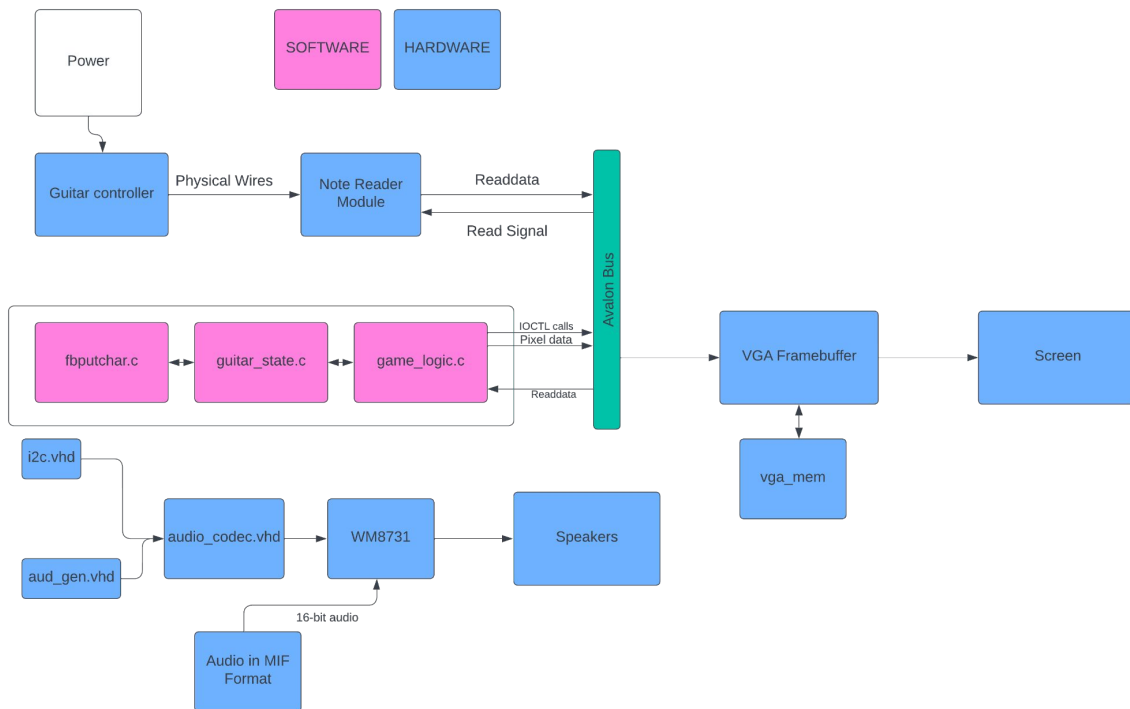 Power
SOFTWARE
HARDWARE
Guitar controller
Physical Wires
Note Reader
Module
Readdata
Read Signal
Avalon Bus
fbputchar.c
guitar_state.c
game_logic.c
IOCTL calls
Pixel data
Readdata
VGA Framebuffer
Screen
vga_mem
i2c.vhd
aud_gen.vhd
audio_codec.vhd
WM8731
Speakers
16-bit audio
Audio in MIF
Format